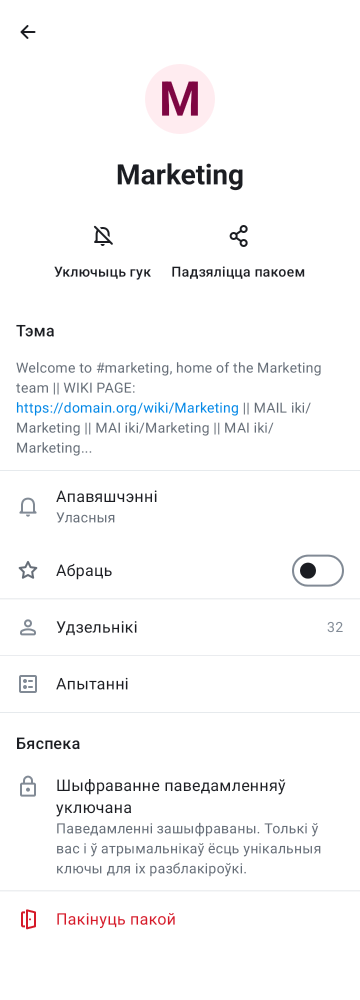 M
Marketing
Уключыць гук
Падзяліцца пакоем
Тэма
Welcome to #marketing, home of the Marketing
team || WIKI PAGE:
https://domain.org/wiki/Marketing || MAIL iki/
Marketing || MAI iki/Marketing || MAI iki/
Marketing...
Апавяшчэнні
Уласныя
Абраць
Удзельнікі
32
Апытанні
Бяспека
Шыфраванне паведамленняў
уключана
Паведамленні зашыфраваны. Толькі ў
вас і ў атрымальнікаў ёсць унікальныя
ключы для іх разблакіроўкі.
Пакінуць пакой